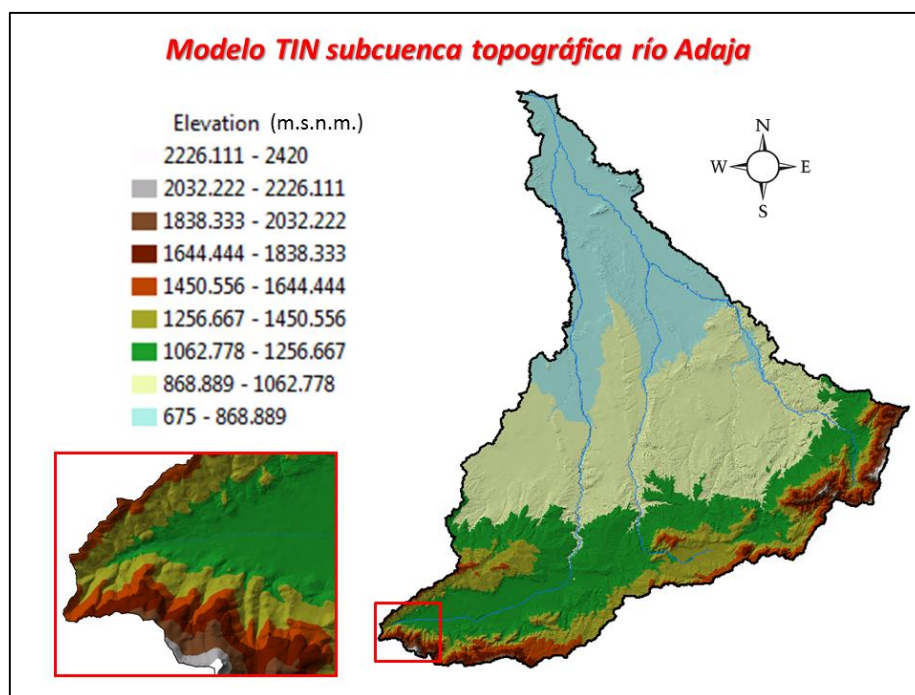 Modelo TIN subcuenca topográfica río Adaja
Elevation (m.s.n.m.)
2226.111 - 2420
2032.222 - 2226.111
1838.333 - 2032.222
1644.444 - 1838.333
1450.556 - 1644.444
1256.667 - 1450.556
1062.778 - 1256.667
868.889 - 1062.778
675 - 868.889
N
W E
S